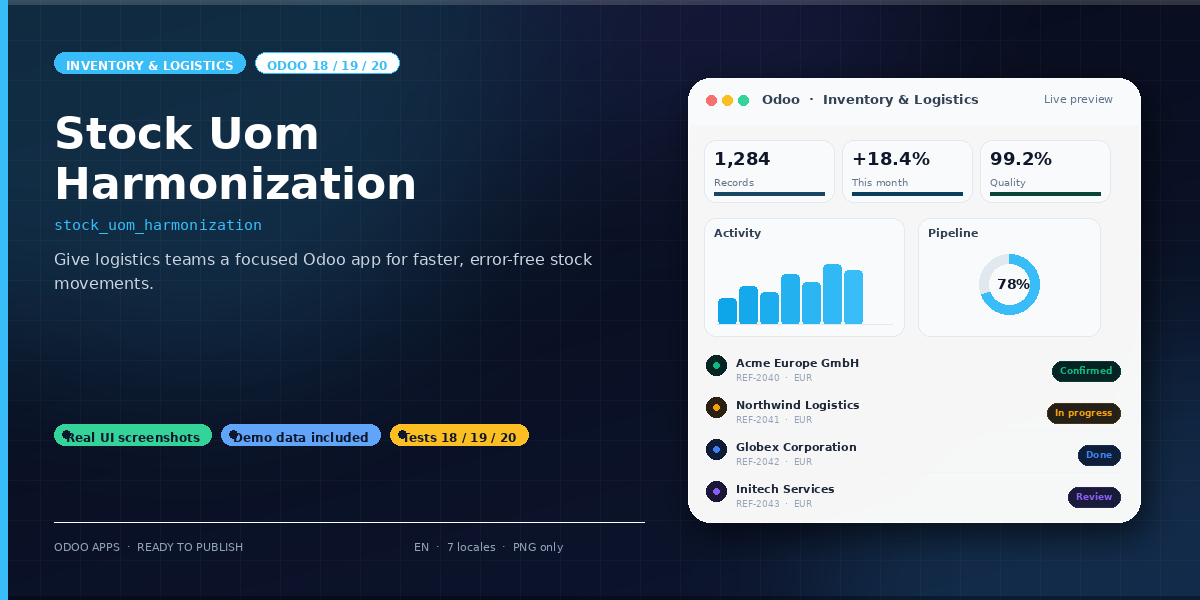 INVENTORY & LOGISTICS
ODOO 18 / 19 / 20
Stock Uom
Harmonization
stock_uom_harmonization
Give logistics teams a focused Odoo app for faster, error-free stock
movements.
Real UI screenshots
Demo data included
Tests 18 / 19 / 20
ODOO APPS · READY TO PUBLISH
EN · 7 locales · PNG only
Odoo · Inventory & Logistics
Live preview
1,284
Records
+18.4%
This month
99.2%
Quality
Activity
Pipeline
78%
Acme Europe GmbH
REF-2040 · EUR
Confirmed
Northwind Logistics
REF-2041 · EUR
In progress
Globex Corporation
REF-2042 · EUR
Done
Initech Services
REF-2043 · EUR
Review